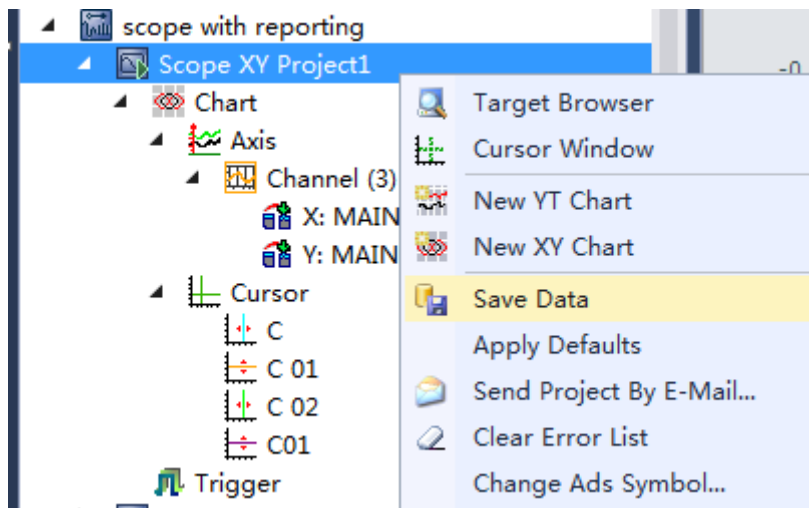 scope with reporting
Scope XY Project1
Chart
Axis
Channel (3)
X: MAIN
Y: MAIN
Cursor
C
C 01
C 02
C01
Trigger
Target Browser
Cursor Window
New YT Chart
New XY Chart
Save Data
Apply Defaults
Send Project By E-Mail...
Clear Error List
Change Ads Symbol...
-0